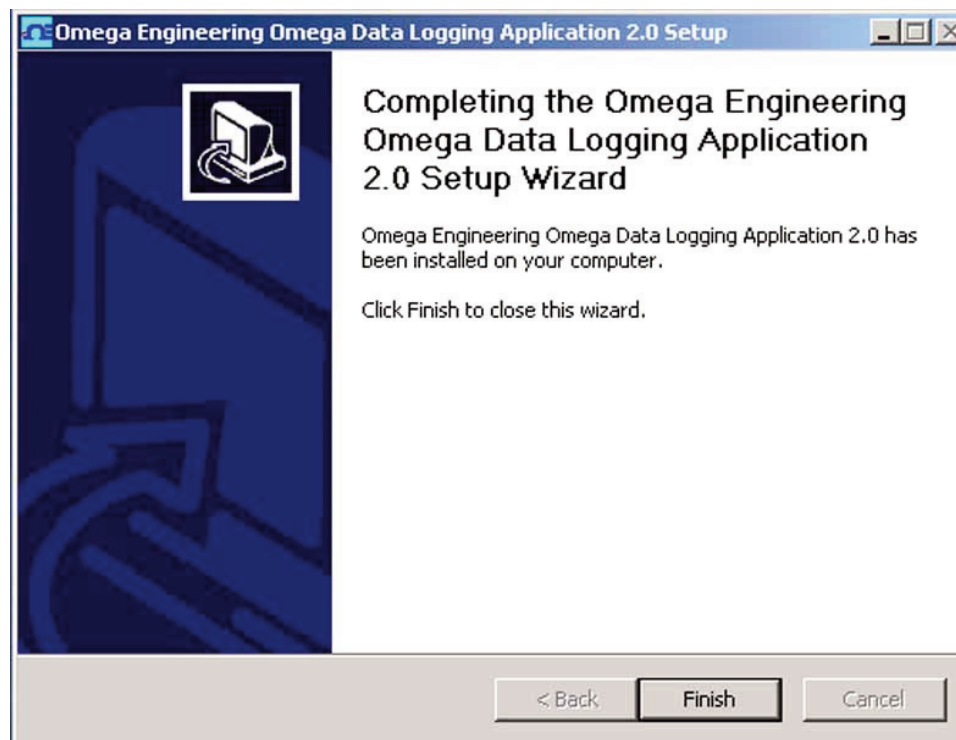 Omega Engineering Omega Data Logging Application 2.0 Setup
Completing the Omega Engineering
Omega Data Logging Application
2.0 Setup Wizard
Omega Engineering Omega Data Logging Application 2.0 has
been installed on your computer.
Click Finish to close this wizard.
< Back Finish Cancel